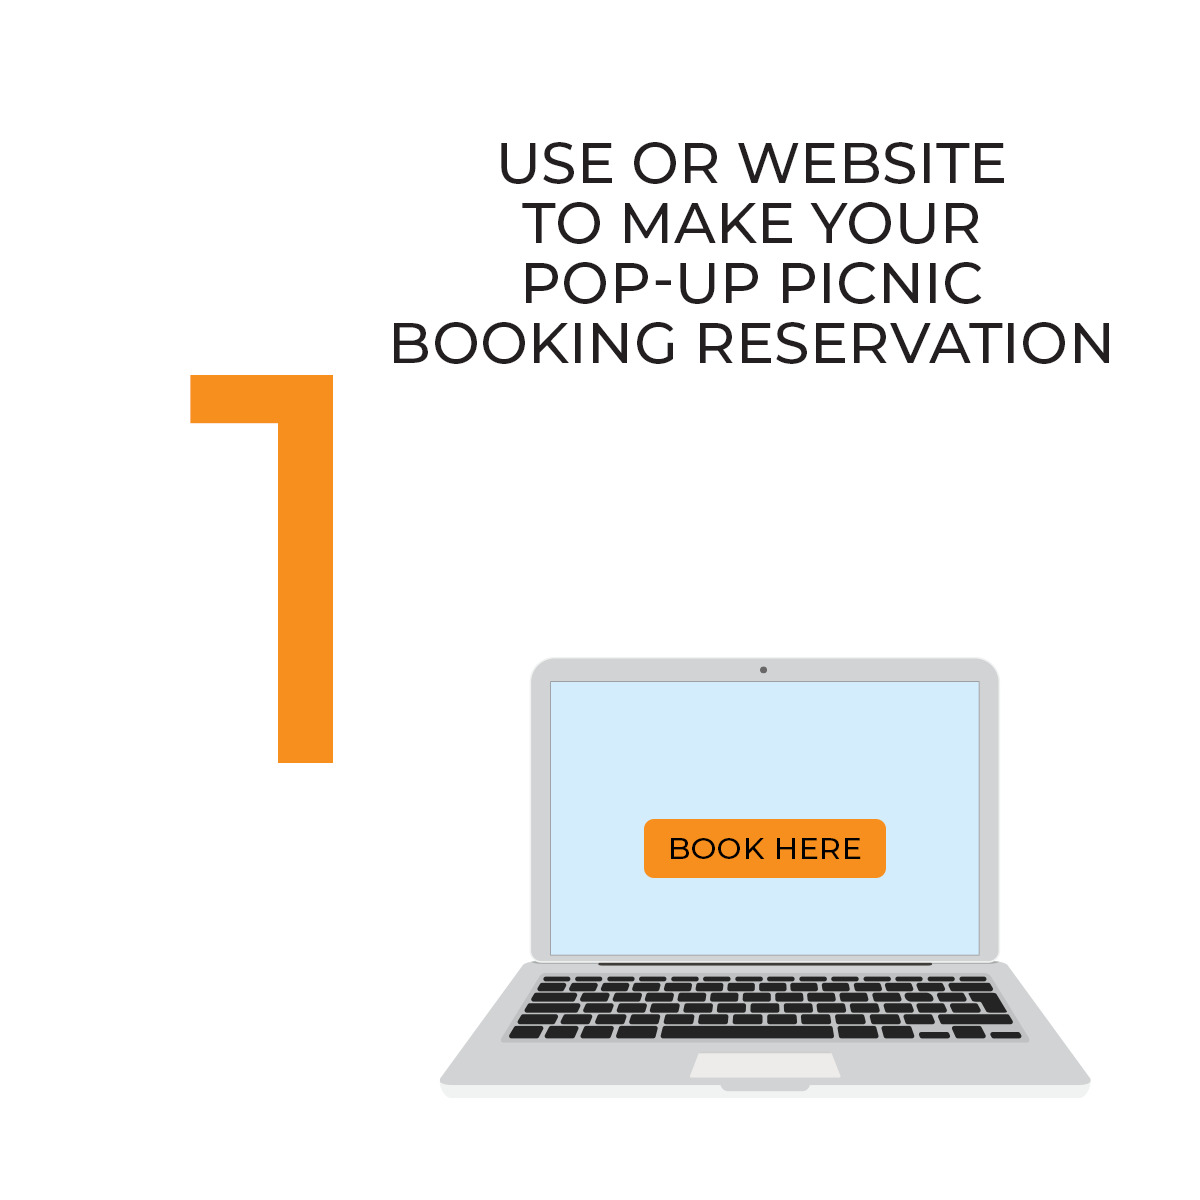 USE OR WEBSITE
TO MAKE YOUR
POP-UP PICNIC
BOOKING RESERVATION
1
BOOK HERE